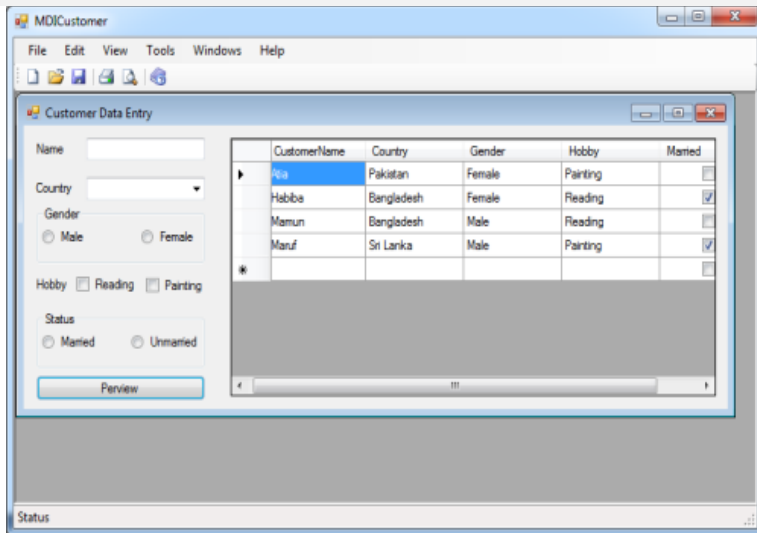 MDICustomer
File Edit View Tools Windows Help
Customer Data Entry
Name
Country
Gender
Male Female
Hobby Reading Painting
Status
Married Unmarried
Perview
CustomerName Country Gender Hobby Married
Atia Pakistan Female Painting
Habiba Bangladesh Female Reading
Mamun Bangladesh Male Reading
Maruf Sri Lanka Male Painting
Status